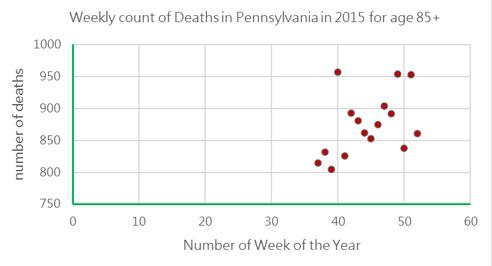 Weekly count of Deaths in Pennsylvania in 2015 for age 85+
1000
950
900
850
800
750
number of deaths
0 10 20 30 40 50 60
Number of Week of the Year